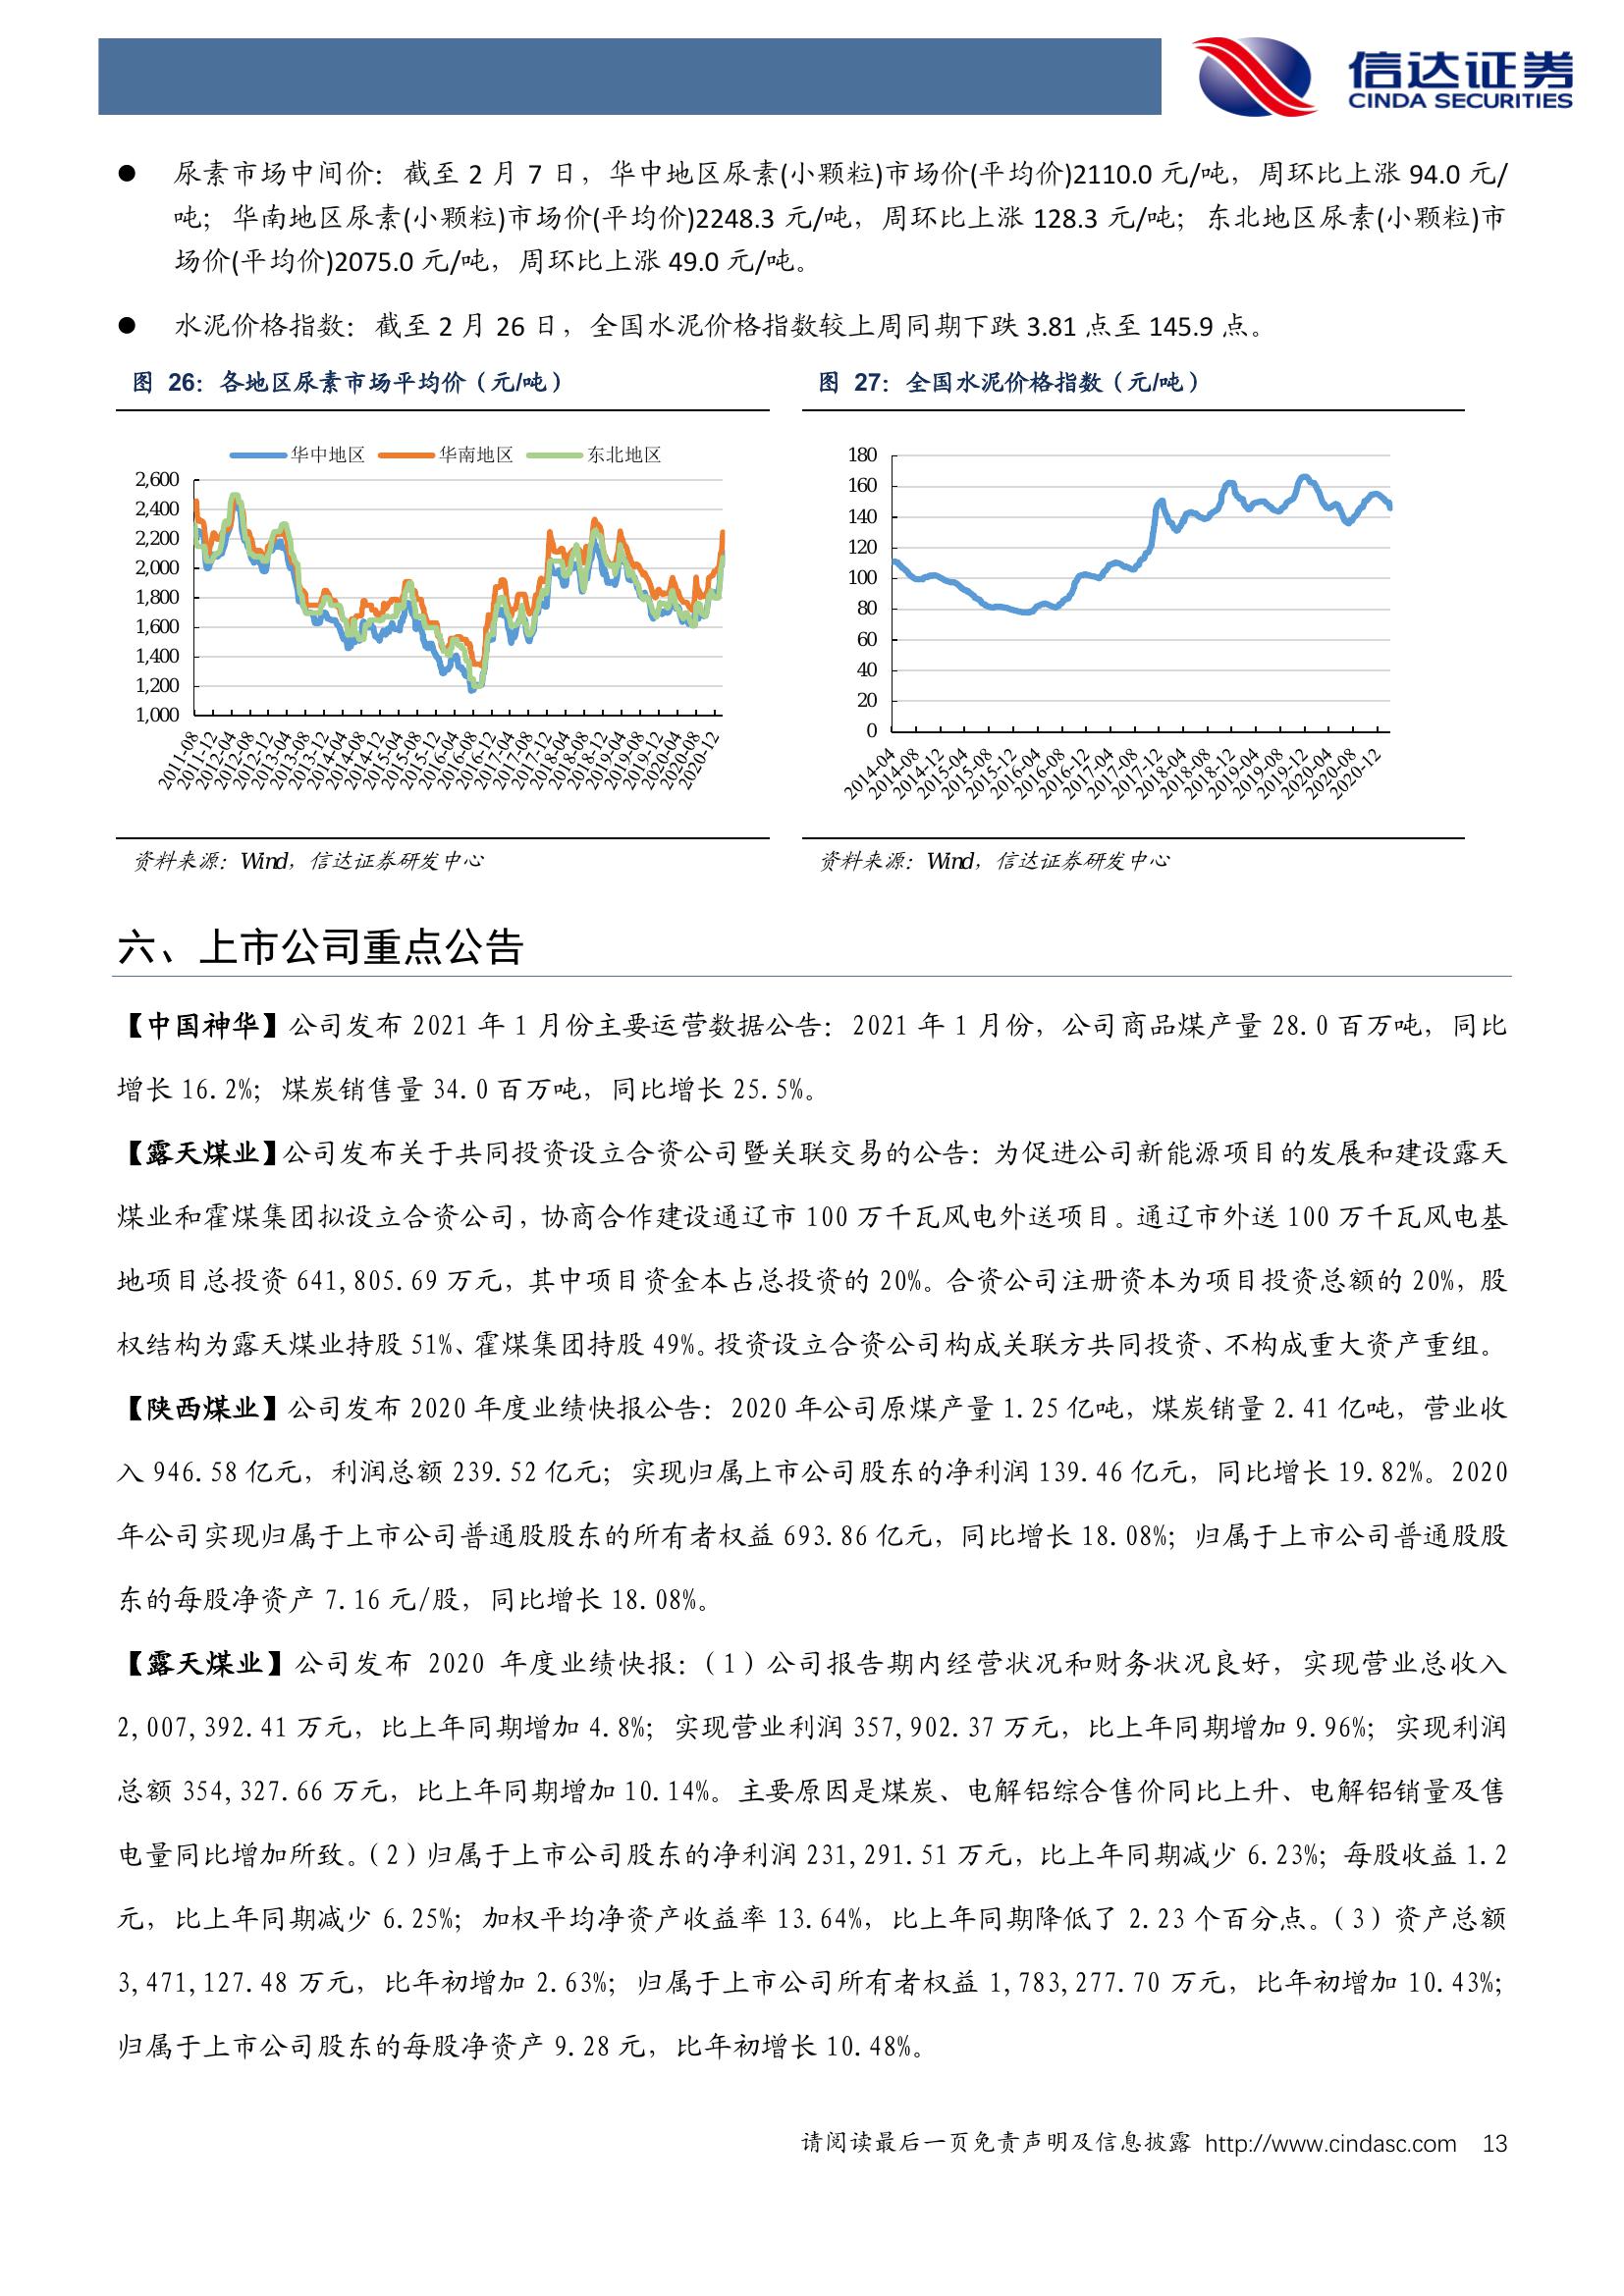 信达证券
CINDA SECURITIES
● 尿素市场中间价：截至 2 月 7 日，华中地区尿素(小颗粒)市场价(平均价)2110.0 元/吨，周环比上涨 94.0 元/
吨；华南地区尿素(小颗粒)市场价(平均价)2248.3 元/吨，周环比上涨 128.3 元/吨；东北地区尿素(小颗粒)市
场价(平均价)2075.0 元/吨，周环比上涨 49.0 元/吨。
● 水泥价格指数：截至 2 月 26 日，全国水泥价格指数较上周同期下跌 3.81 点至 145.9 点。
图 26：各地区尿素市场平均价（元/吨）
华中地区 华南地区 东北地区
2,600
2,400
2,200
2,000
1,800
1,600
1,400
1,200
1,000
2011-08 2011-12 2012-04 2012-08 2012-12 2013-04 2013-08 2013-12 2014-04 2014-08 2014-12 2015-04 2015-08 2015-12 2016-04 2016-08 2016-12 2017-04 2017-08 2017-12 2018-04 2018-08 2018-12 2019-04 2019-08 2019-12 2020-04 2020-08 2020-12
资料来源：Wind，信达证券研发中心
图 27：全国水泥价格指数（元/吨）
180
160
140
120
100
80
60
40
20
0
2014-04 2014-08 2014-12 2015-04 2015-08 2015-12 2016-04 2016-08 2016-12 2017-04 2017-08 2017-12 2018-04 2018-08 2018-12 2019-04 2019-08 2019-12 2020-04 2020-08 2020-12
资料来源：Wind，信达证券研发中心
六、上市公司重点公告
【中国神华】公司发布 2021 年 1 月份主要运营数据公告：2021 年 1 月份，公司商品煤产量 28.0 百万吨，同比
增长 16.2%；煤炭销售量 34.0 百万吨，同比增长 25.5%。
【露天煤业】公司发布关于共同投资设立合资公司暨关联交易的公告：为促进公司新能源项目的发展和建设露天
煤业和霍煤集团拟设立合资公司，协商合作建设通辽市 100 万千瓦风电外送项目。通辽市外送 100 万千瓦风电基
地项目总投资 641,805.69 万元，其中项目资金本占总投资的 20%。合资公司注册资本为项目投资总额的 20%，股
权结构为露天煤业持股 51%、霍煤集团持股 49%。投资设立合资公司构成关联方共同投资、不构成重大资产重组。
【陕西煤业】公司发布 2020 年度业绩快报公告：2020 年公司原煤产量 1.25 亿吨，煤炭销量 2.41 亿吨，营业收
入 946.58 亿元，利润总额 239.52 亿元；实现归属上市公司股东的净利润 139.46 亿元，同比增长 19.82%。2020
年公司实现归属于上市公司普通股股东的所有者权益 693.86 亿元，同比增长 18.08%；归属于上市公司普通股股
东的每股净资产 7.16 元/股，同比增长 18.08%。
【露天煤业】公司发布 2020 年度业绩快报：（1）公司报告期内经营状况和财务状况良好，实现营业总收入
2,007,392.41 万元，比上年同期增加 4.8%；实现营业利润 357,902.37 万元，比上年同期增加 9.96%；实现利润
总额 354,327.66 万元，比上年同期增加 10.14%。主要原因是煤炭、电解铝综合售价同比上升、电解铝销量及售
电量同比增加所致。（2）归属于上市公司股东的净利润 231,291.51 万元，比上年同期减少 6.23%；每股收益 1.2
元，比上年同期减少 6.25%；加权平均净资产收益率 13.64%，比上年同期降低了 2.23 个百分点。（3）资产总额
3,471,127.48 万元，比年初增加 2.63%；归属于上市公司所有者权益 1,783,277.70 万元，比年初增加 10.43%；
归属于上市公司股东的每股净资产 9.28 元，比年初增长 10.48%。
请阅读最后一页免责声明及信息披露 http://www.cindasc.com 13